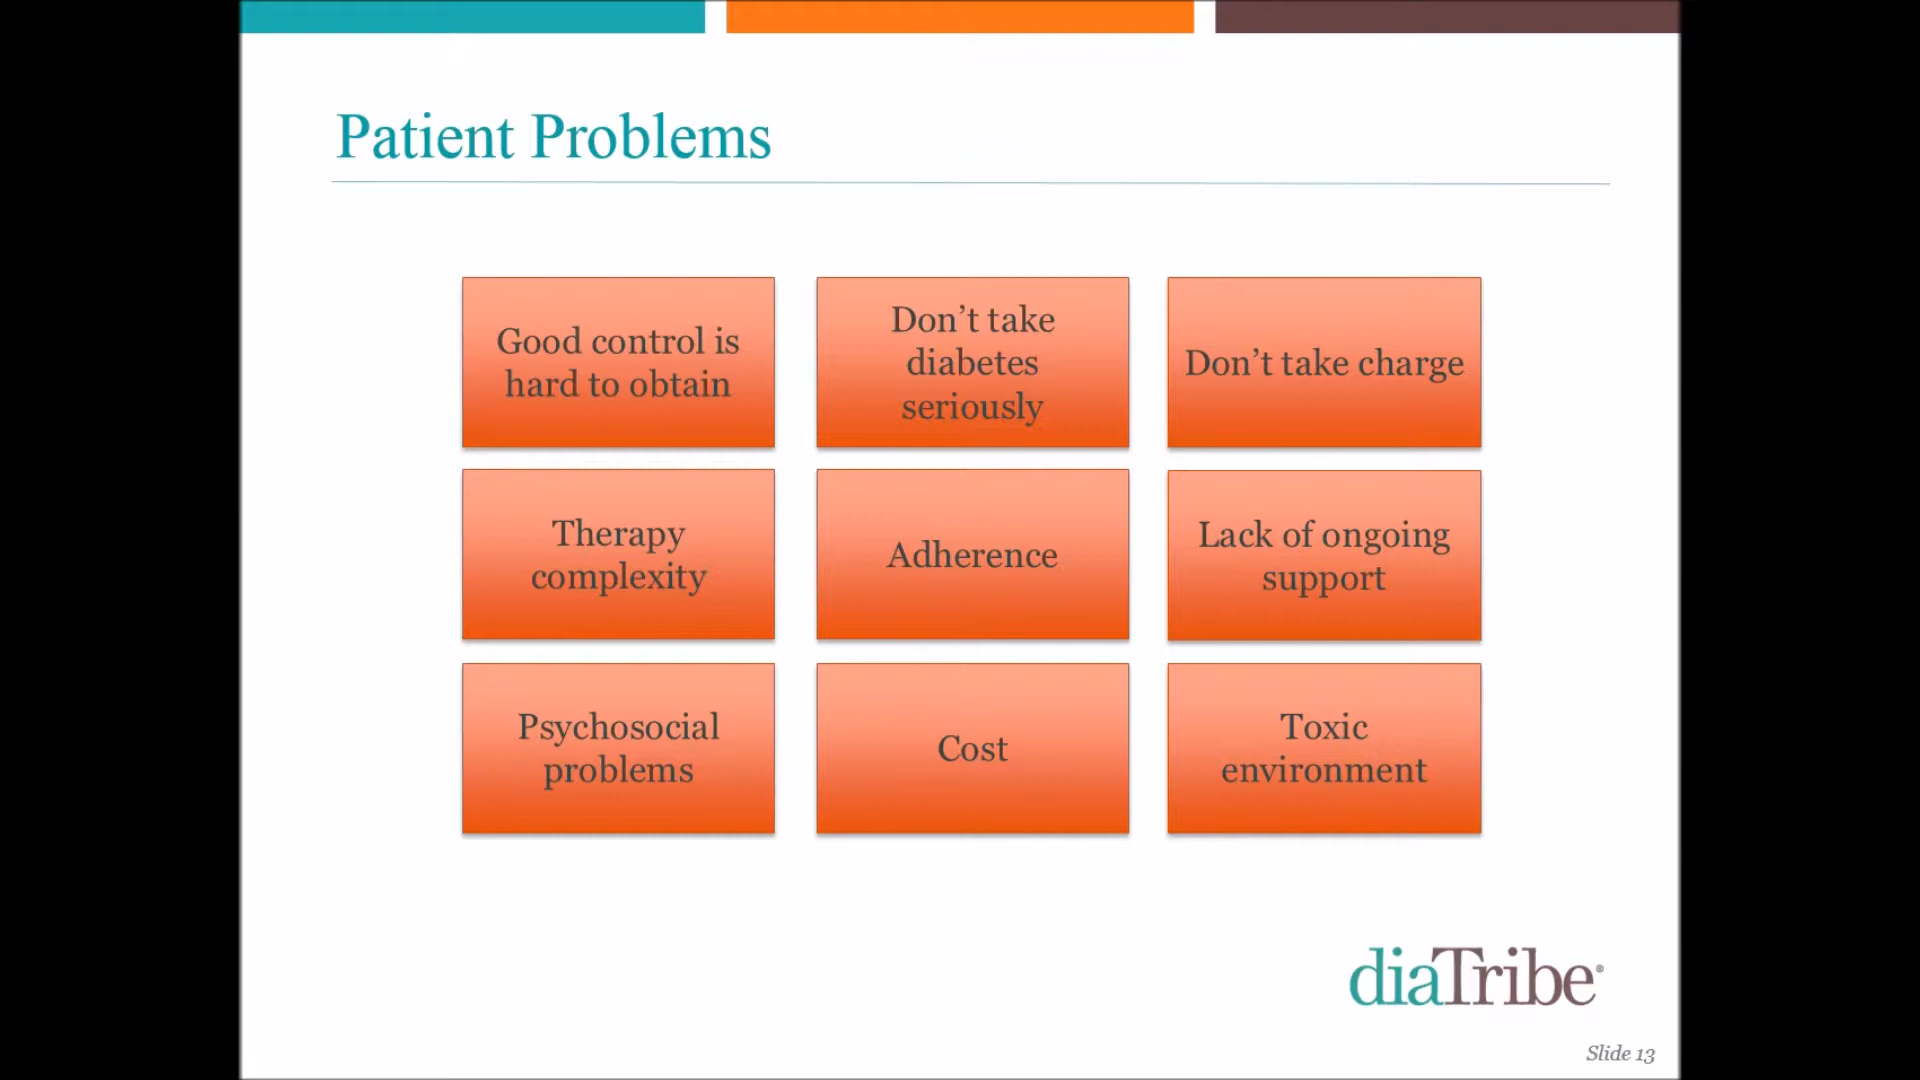 Patient Problems
Good control is
hard to obtain
Don’t take
diabetes
seriously
Don’t take charge
Therapy
complexity
Adherence
Lack of ongoing
support
Psychosocial
problems
Cost
Toxic
environment
diaTribe®
Slide 13